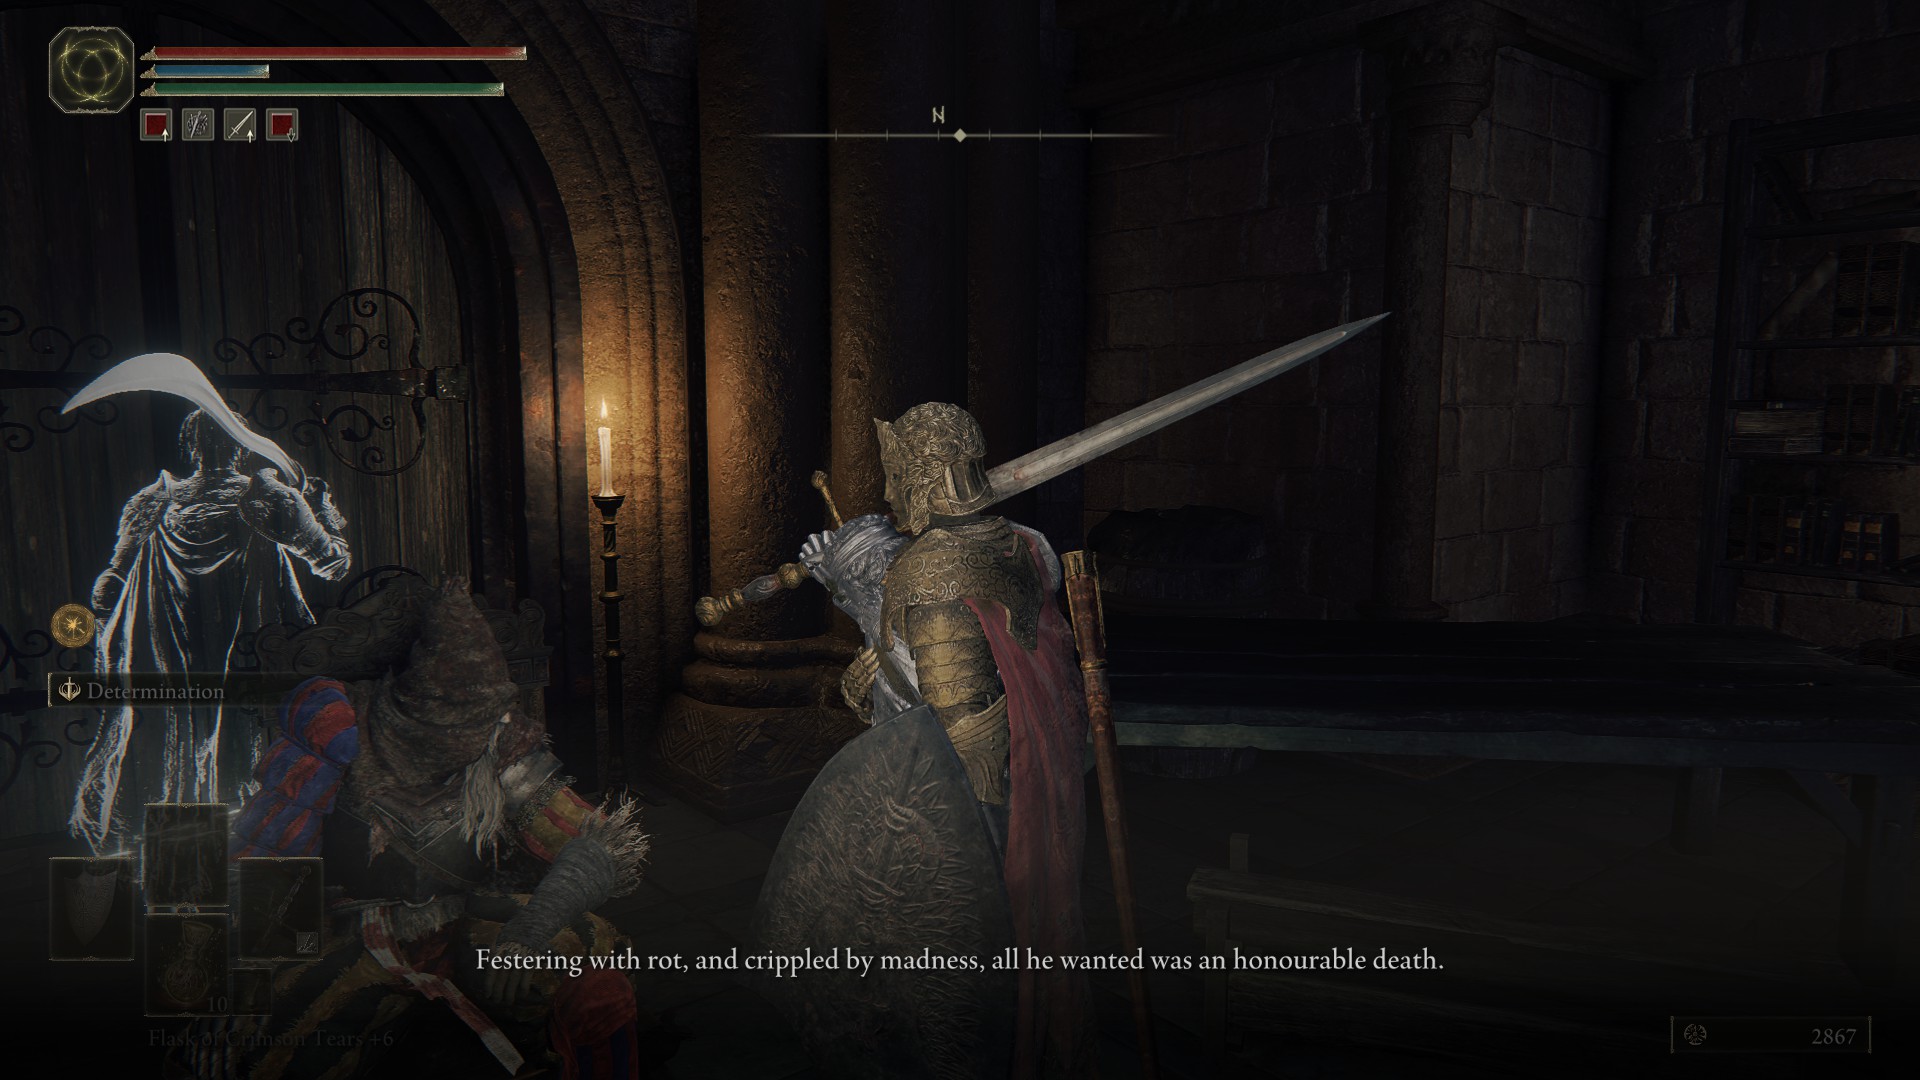 N
Determination
Festering with rot, and crippled by madness, all he wanted was an honourable death.
10
Flask of Crimson Tears +6
2867